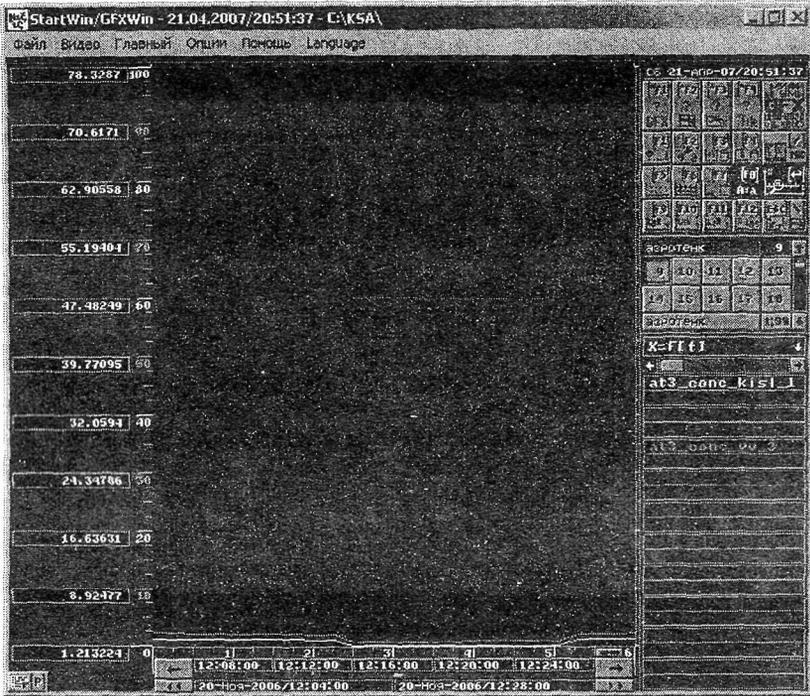 StartWin/GFXWin - 21.04.2007/20:51:37 - C:\KSA\
Файл Видео Главный Опции Помощь Language
78.3287 100
70.6171
62.90558 80
55.19404 70
47.48249 60
39.77095
32.0594 40
24.34786
16.63631 20
8.92477 10
1.213224 0
1 2 3 4 5 6
12:08:00 12:12:00 12:16:00 12:20:00 12:24:00
20-Ноя-2006/12:04:00 20-Ноя-2006/12:28:00
Сб 21-Апр-07/20:51:37
F9 F10 F11 F12
аэротенк 9
9 10 11 12 13
14 15 16 17 18
аэротенк
X=F[t]
at3_conc_kisl_1